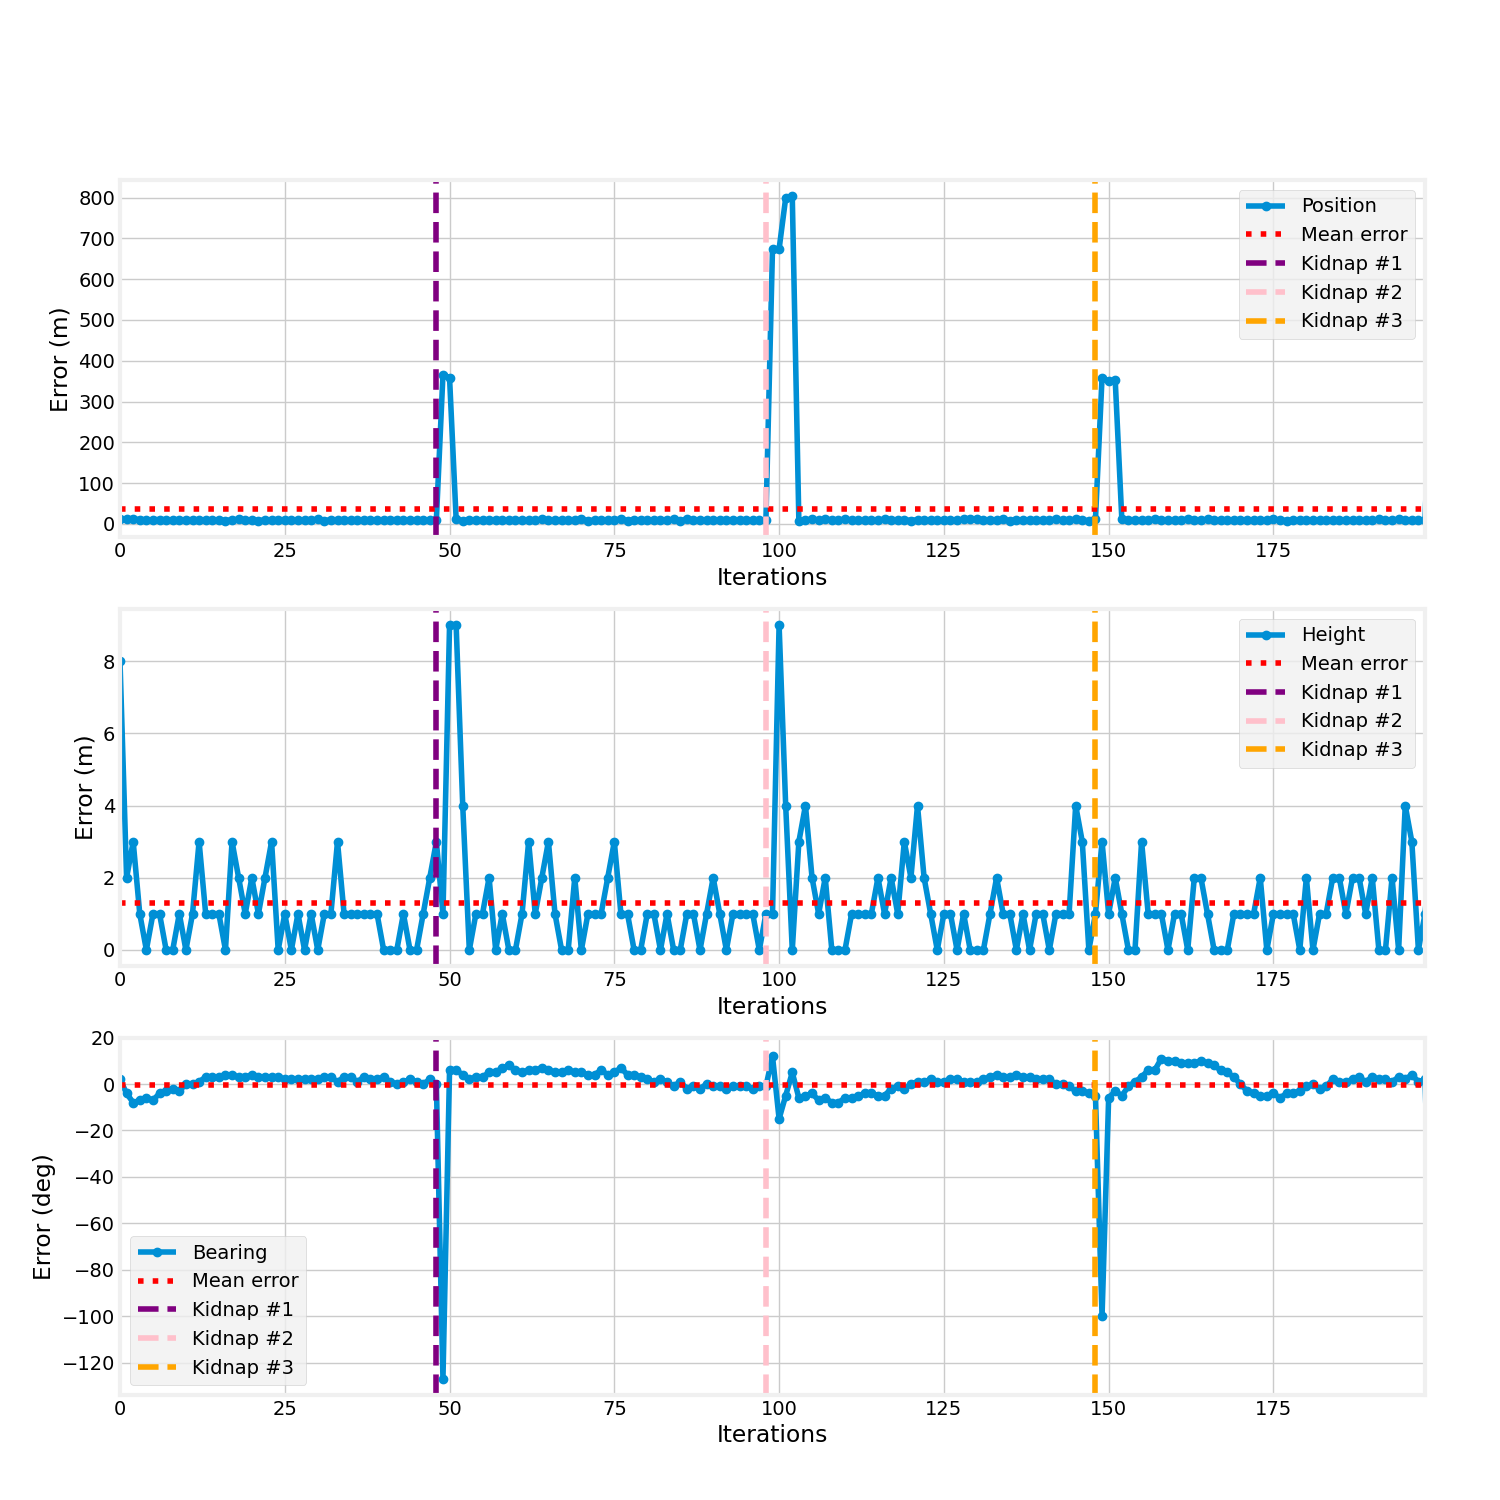 800
700
600
500
400
300
200
100
0
Error (m)
Position
Mean error
Kidnap #1
Kidnap #2
Kidnap #3
0 25 50 75 100 125 150 175
Iterations
8
6
4
2
0
Error (m)
Height
Mean error
Kidnap #1
Kidnap #2
Kidnap #3
0 25 50 75 100 125 150 175
Iterations
20
0
−20
−40
−60
−80
−100
−120
Error (deg)
Bearing
Mean error
Kidnap #1
Kidnap #2
Kidnap #3
0 25 50 75 100 125 150 175
Iterations